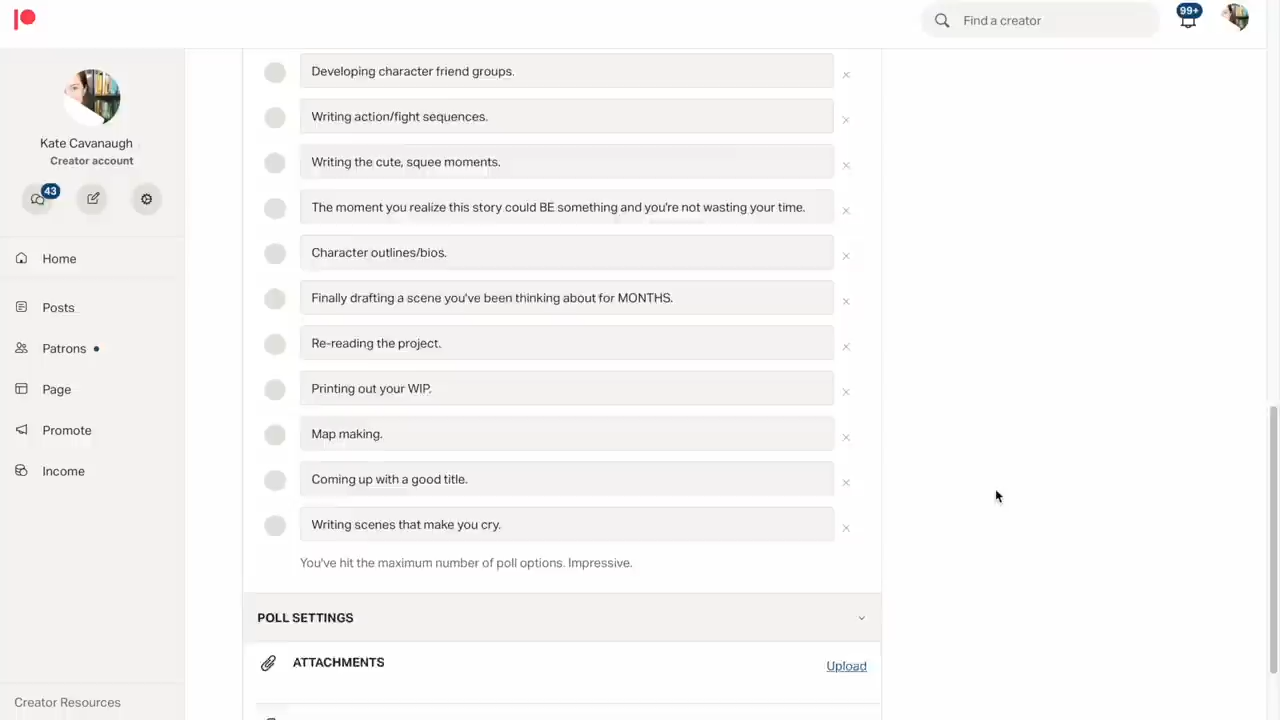 Find a creator
99+
Kate Cavanaugh
Creator account
43
Home
Posts
Patrons
Page
Promote
Income
Creator Resources
Developing character friend groups.
Writing action/fight sequences.
Writing the cute, squee moments.
The moment you realize this story could BE something and you're not wasting your time.
Character outlines/bios.
Finally drafting a scene you've been thinking about for MONTHS.
Re-reading the project.
Printing out your WIP.
Map making.
Coming up with a good title.
Writing scenes that make you cry.
You've hit the maximum number of poll options. Impressive.
POLL SETTINGS
ATTACHMENTS
Upload